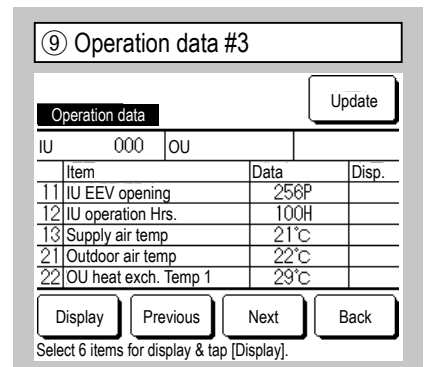 ⑨ Operation data #3
Update
Operation data
IU 000 OU
Item Data Disp.
11 IU EEV opening 256P
12 IU operation Hrs. 100H
13 Supply air temp 21℃
21 Outdoor air temp 22℃
22 OU heat exch. Temp 1 29℃
Display Previous Next Back
Select 6 items for display & tap [Display].